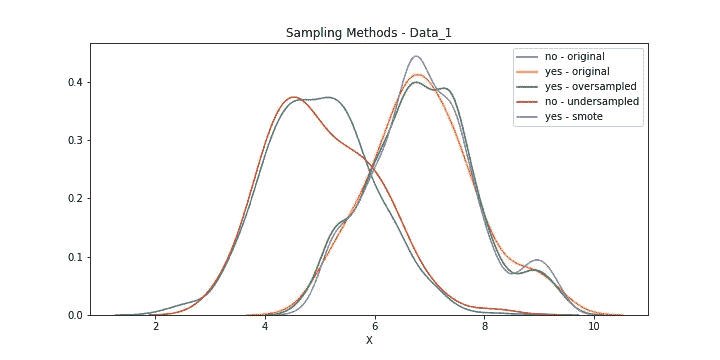 Sampling Methods - Data_1
no - original
yes - original
yes - oversampled
no - undersampled
yes - smote
0.4
0.3
0.2
0.1
0.0
2 4 6 8 10
X